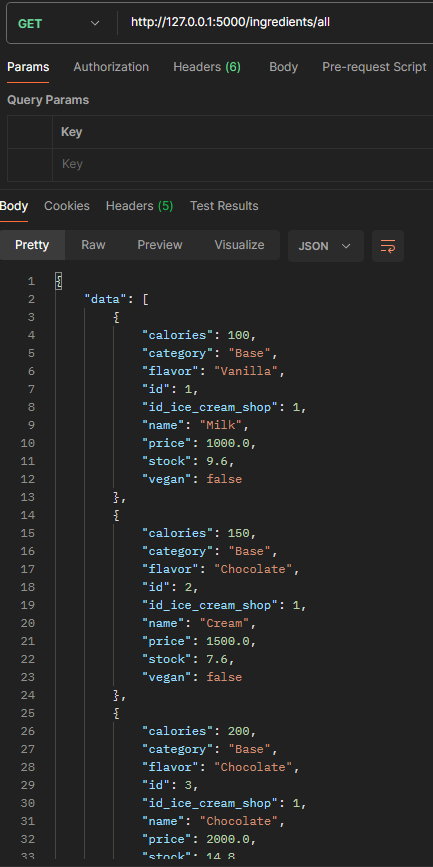 GET http://127.0.0.1:5000/ingredients/all
Params Authorization Headers (6) Body Pre-request Script
Query Params
Key
Key
Body Cookies Headers (5) Test Results
Pretty Raw Preview Visualize JSON
1 {
2 "data": [
3 {
4 "calories": 100,
5 "category": "Base",
6 "flavor": "Vanilla",
7 "id": 1,
8 "id_ice_cream_shop": 1,
9 "name": "Milk",
10 "price": 1000.0,
11 "stock": 9.6,
12 "vegan": false
13 },
14 {
15 "calories": 150,
16 "category": "Base",
17 "flavor": "Chocolate",
18 "id": 2,
19 "id_ice_cream_shop": 1,
20 "name": "Cream",
21 "price": 1500.0,
22 "stock": 7.6,
23 "vegan": false
24 },
25 {
26 "calories": 200,
27 "category": "Base",
28 "flavor": "Chocolate",
29 "id": 3,
30 "id_ice_cream_shop": 1,
31 "name": "Chocolate",
32 "price": 2000.0,
33 "stock": 14.8